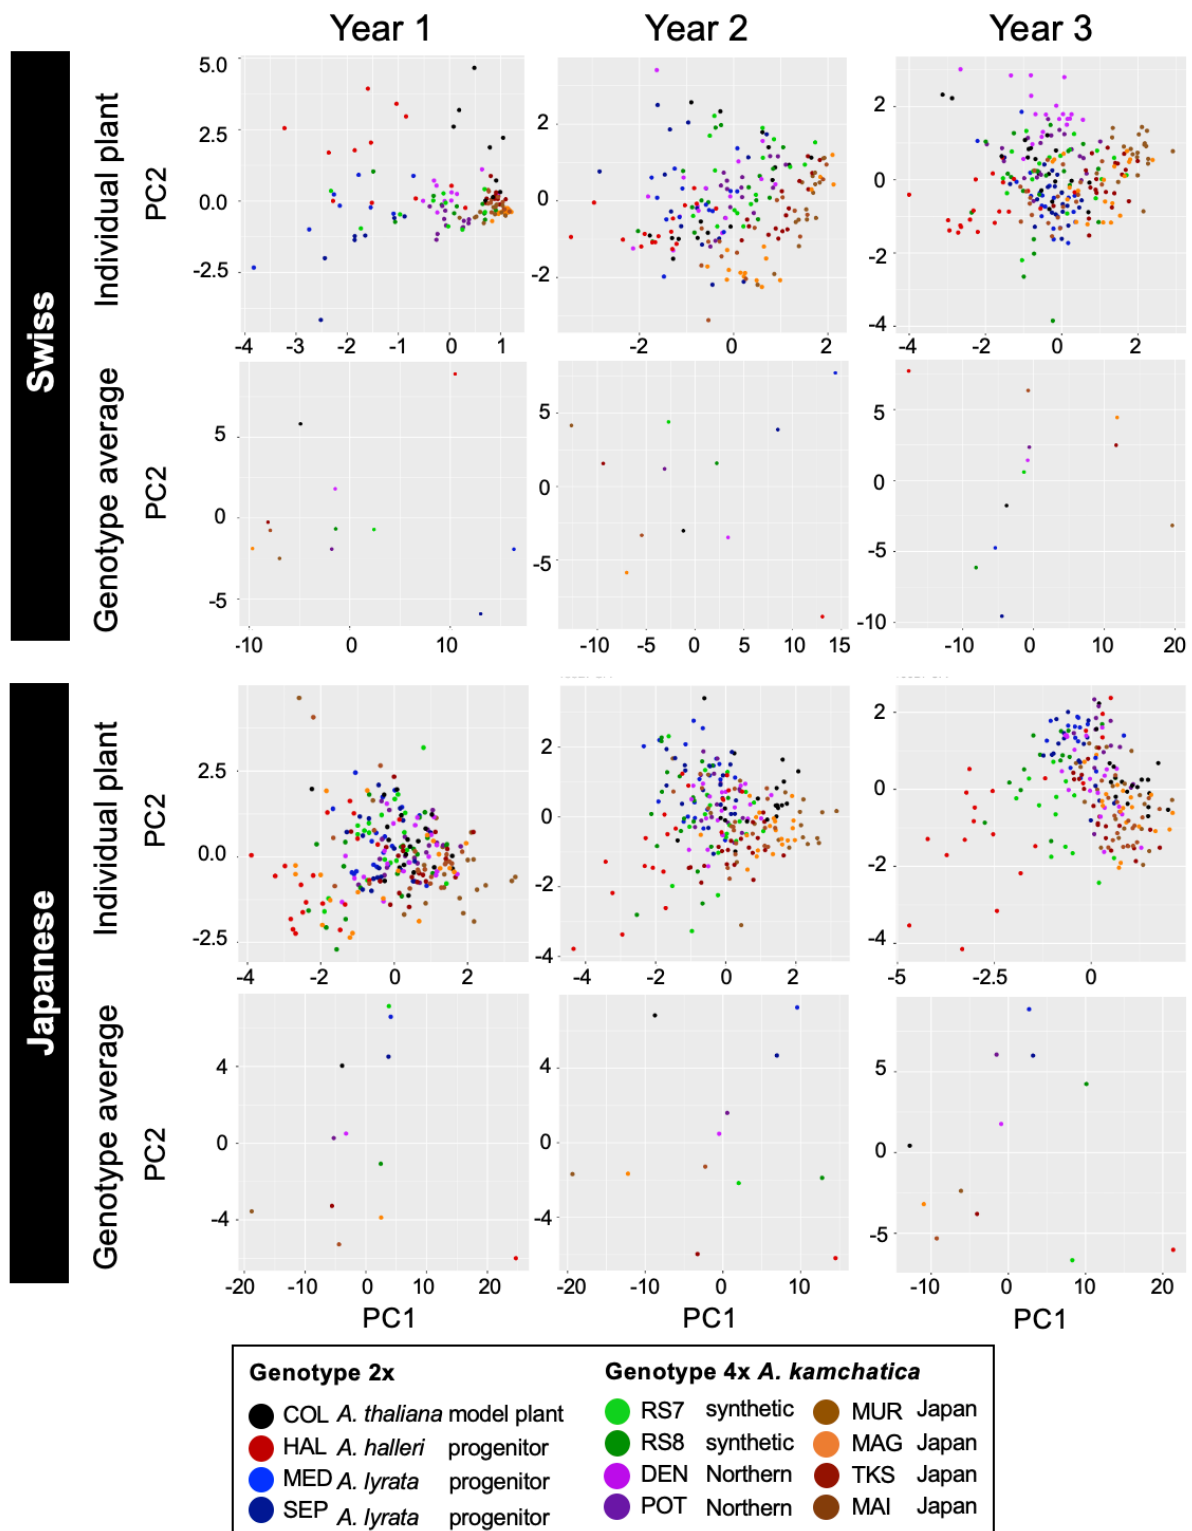 Year 1 Year 2 Year 3
Swiss
Individual plant
PC2
5.0
2.5
0.0
-2.5
-4 -3 -2 -1 0 1
2
0
-2
-2 0 2
2
0
-2
-4
-4 -2 0 2
Genotype average
PC2
5
0
-5
-10 0 10
5
0
-5
-10 -5 0 5 10 15
5
0
-5
-10
-10 0 10 20
Japanese
Individual plant
PC2
2.5
0.0
-2.5
-4 -2 0 2
2
0
-2
-4
-4 -2 0 2
2
0
-2
-4
-5 -2.5 0
Genotype average
PC2
4
0
-4
-20 -10 0 10 20
4
0
-4
-20 -10 0 10
5
0
-5
-10 0 10 20
PC1 PC1
Genotype 2x
COL A. thaliana model plant
HAL A. halleri progenitor
MED A. lyrata progenitor
SEP A. lyrata progenitor
Genotype 4x A. kamchatica
RS7 synthetic
RS8 synthetic
DEN Northern
POT Northern
MUR Japan
MAG Japan
TKS Japan
MAI Japan